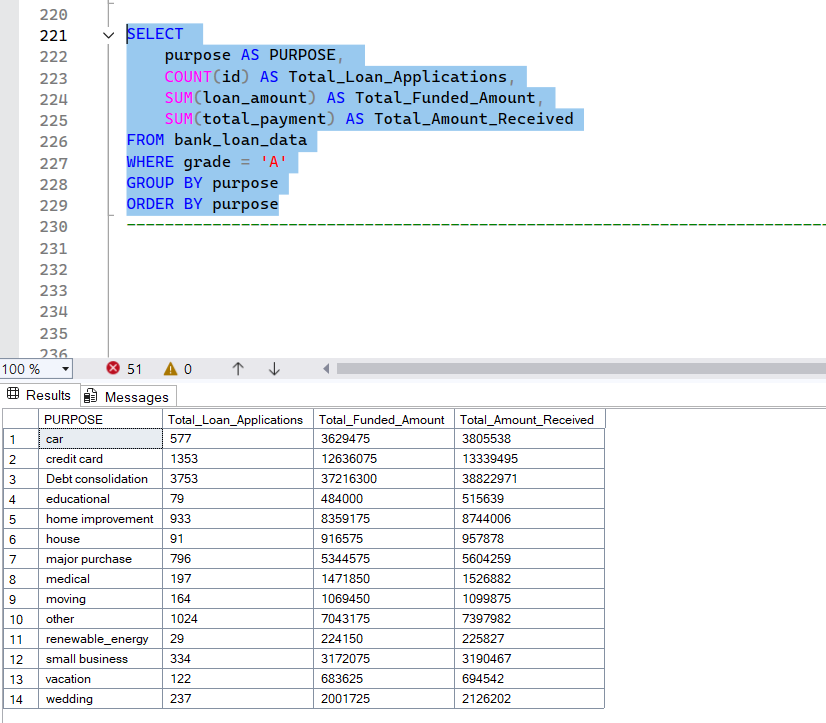 220
221 SELECT
222 purpose AS PURPOSE,
223 COUNT(id) AS Total_Loan_Applications,
224 SUM(loan_amount) AS Total_Funded_Amount,
225 SUM(total_payment) AS Total_Amount_Received
226 FROM bank_loan_data
227 WHERE grade = 'A'
228 GROUP BY purpose
229 ORDER BY purpose
230 --------------------------------------------------------------------------
231
232
233
234
235
236
100 % 51 0
Results Messages
PURPOSE Total_Loan_Applications Total_Funded_Amount Total_Amount_Received
1 car 577 3629475 3805538
2 credit card 1353 12636075 13339495
3 Debt consolidation 3753 37216300 38822971
4 educational 79 484000 515639
5 home improvement 933 8359175 8744006
6 house 91 916575 957878
7 major purchase 796 5344575 5604259
8 medical 197 1471850 1526882
9 moving 164 1069450 1099875
10 other 1024 7043175 7397982
11 renewable_energy 29 224150 225827
12 small business 334 3172075 3190467
13 vacation 122 683625 694542
14 wedding 237 2001725 2126202